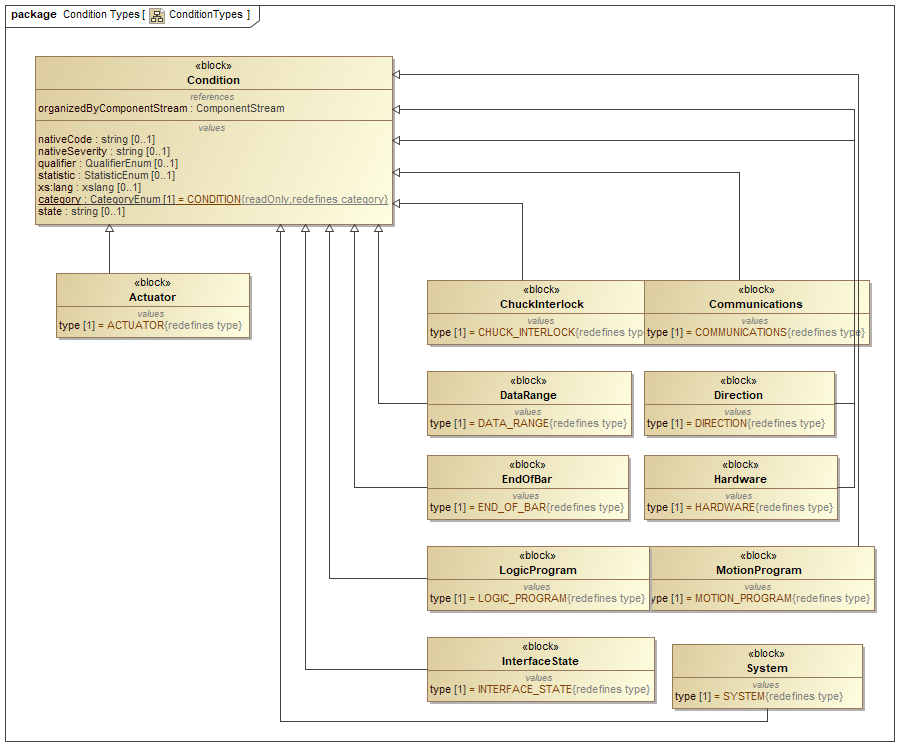 package Condition Types [ ConditionTypes ]
«block»
Condition
references
organizedByComponentStream : ComponentStream
values
nativeCode : string [0..1]
nativeSeverity : string [0..1]
qualifier : QualifierEnum [0..1]
statistic : StatisticEnum [0..1]
xs:lang : xslang [0..1]
category : CategoryEnum [1] = CONDITION{readOnly,redefines category}
state : string [0..1]
«block»
Actuator
values
type [1] = ACTUATOR{redefines type}
«block»
ChuckInterlock
values
type [1] = CHUCK_INTERLOCK{redefines typ
«block»
Communications
values
type [1] = COMMUNICATIONS{redefines type}
«block»
DataRange
values
type [1] = DATA_RANGE{redefines type}
«block»
Direction
values
type [1] = DIRECTION{redefines type}
«block»
EndOfBar
values
type [1] = END_OF_BAR{redefines type}
«block»
Hardware
values
type [1] = HARDWARE{redefines type}
«block»
LogicProgram
values
type [1] = LOGIC_PROGRAM{redefines type}
«block»
MotionProgram
values
ype [1] = MOTION_PROGRAM{redefines type}
«block»
InterfaceState
values
type [1] = INTERFACE_STATE{redefines type}
«block»
System
values
type [1] = SYSTEM{redefines type}